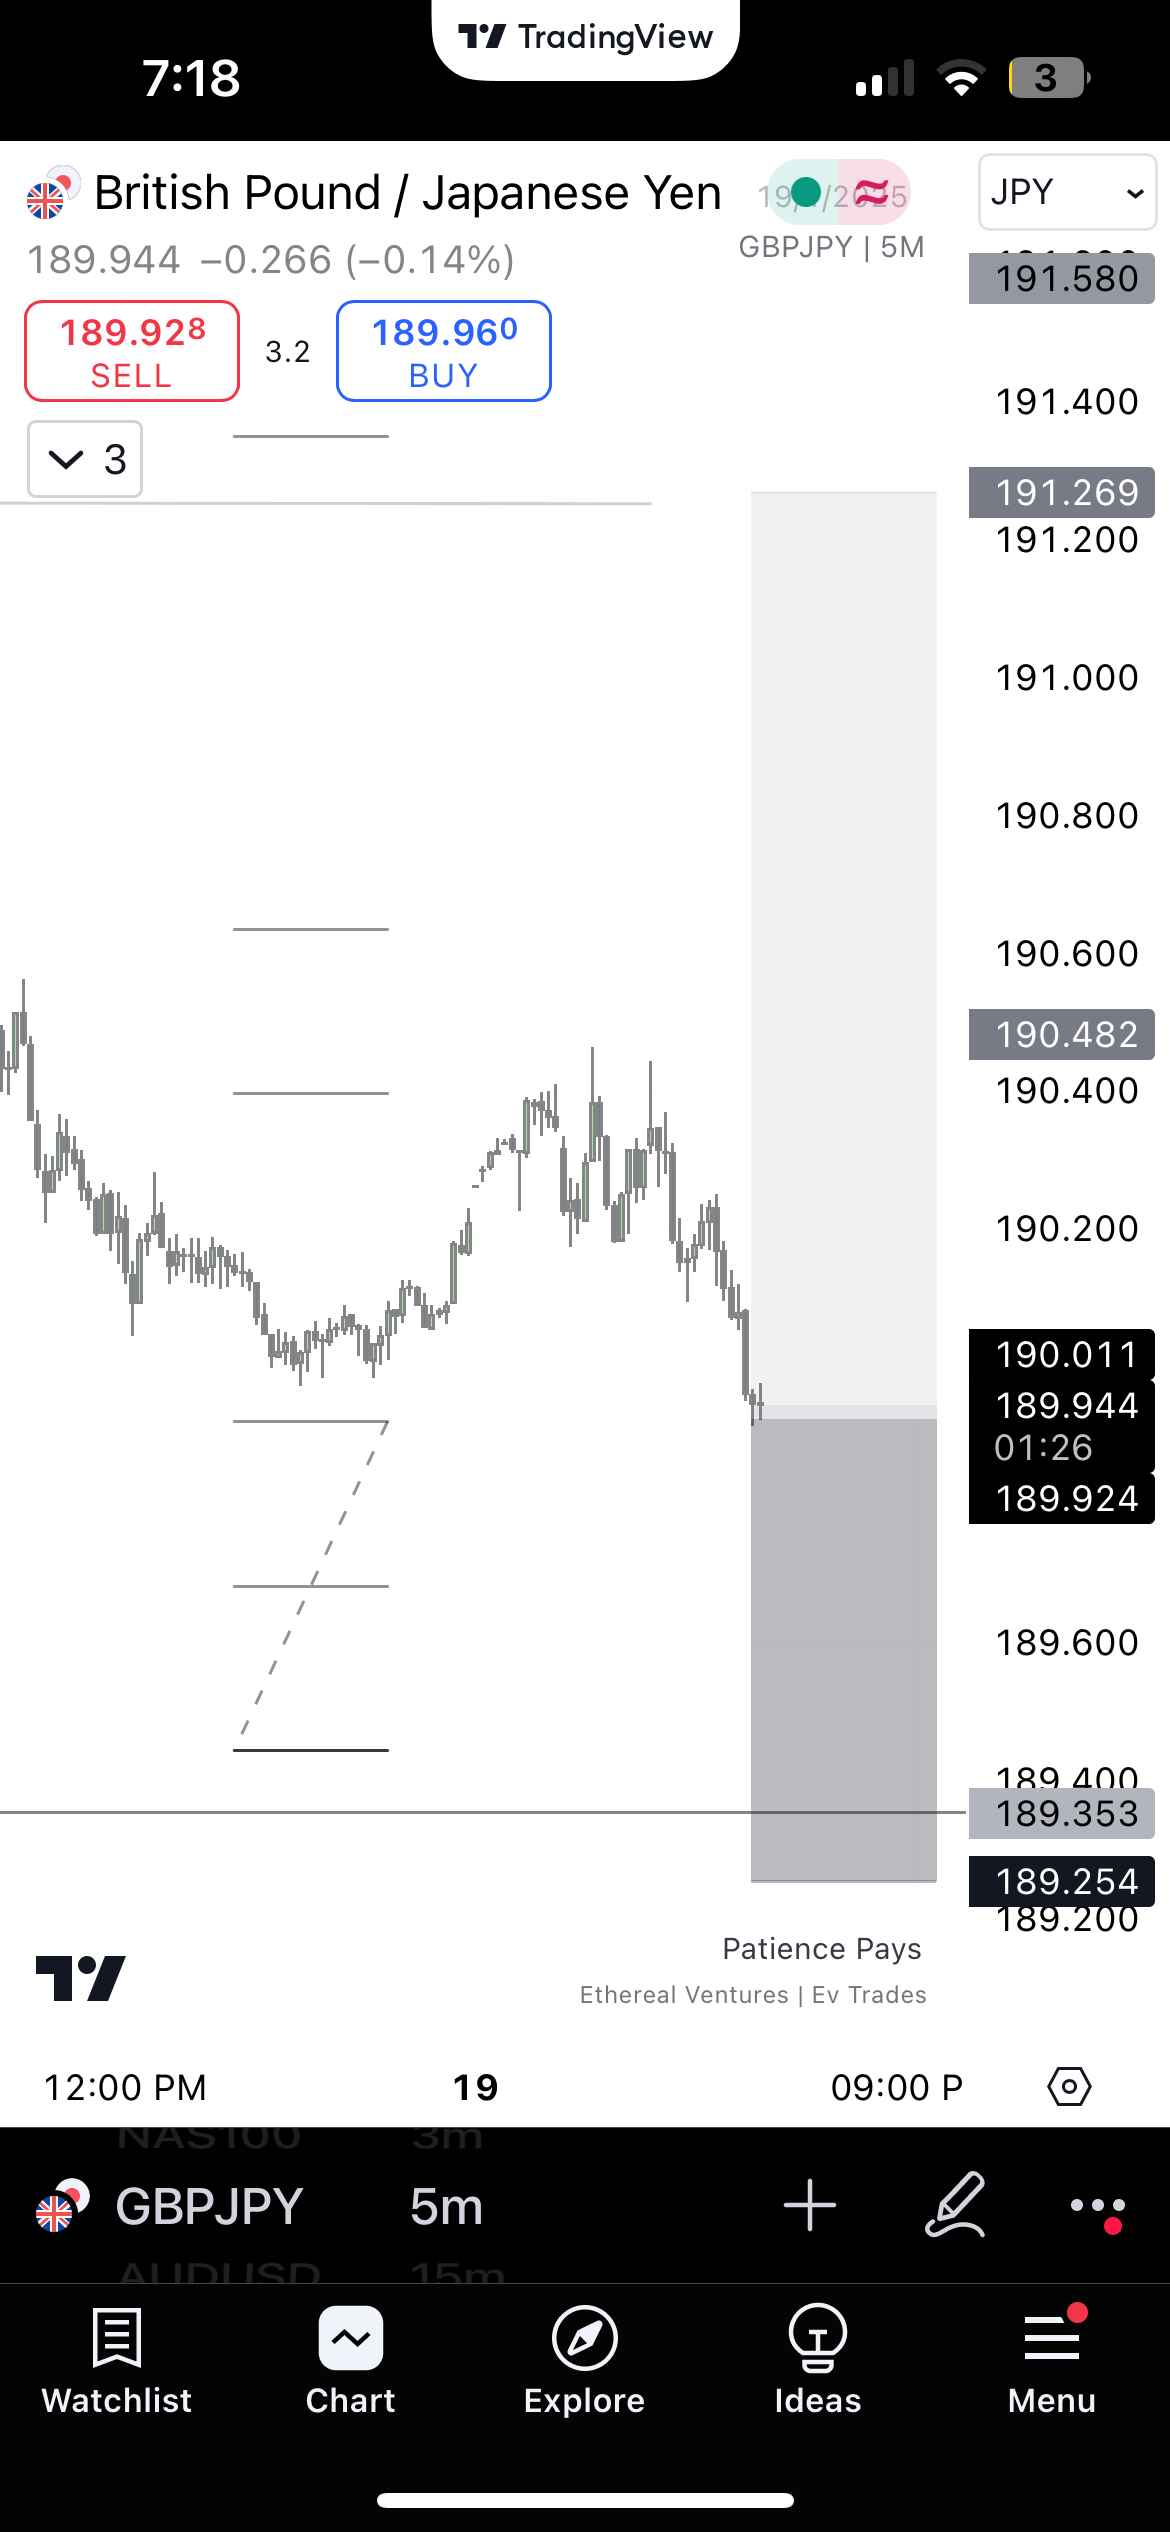 TradingView
7:18
3
British Pound / Japanese Yen
JPY
189.944 −0.266 (−0.14%)
GBPJPY | 5M
191.580
189.928
SELL
3.2
189.960
BUY
191.400
3
191.269
191.200
191.000
190.800
190.600
190.482
190.400
190.200
190.011
189.944
01:26
189.924
189.600
189.400
189.353
189.254
189.200
Patience Pays
Ethereal Ventures | Ev Trades
12:00 PM 19 09:00 P
NAS100 3m
GBPJPY 5m
AUDUSD 15m
Watchlist Chart Explore Ideas Menu